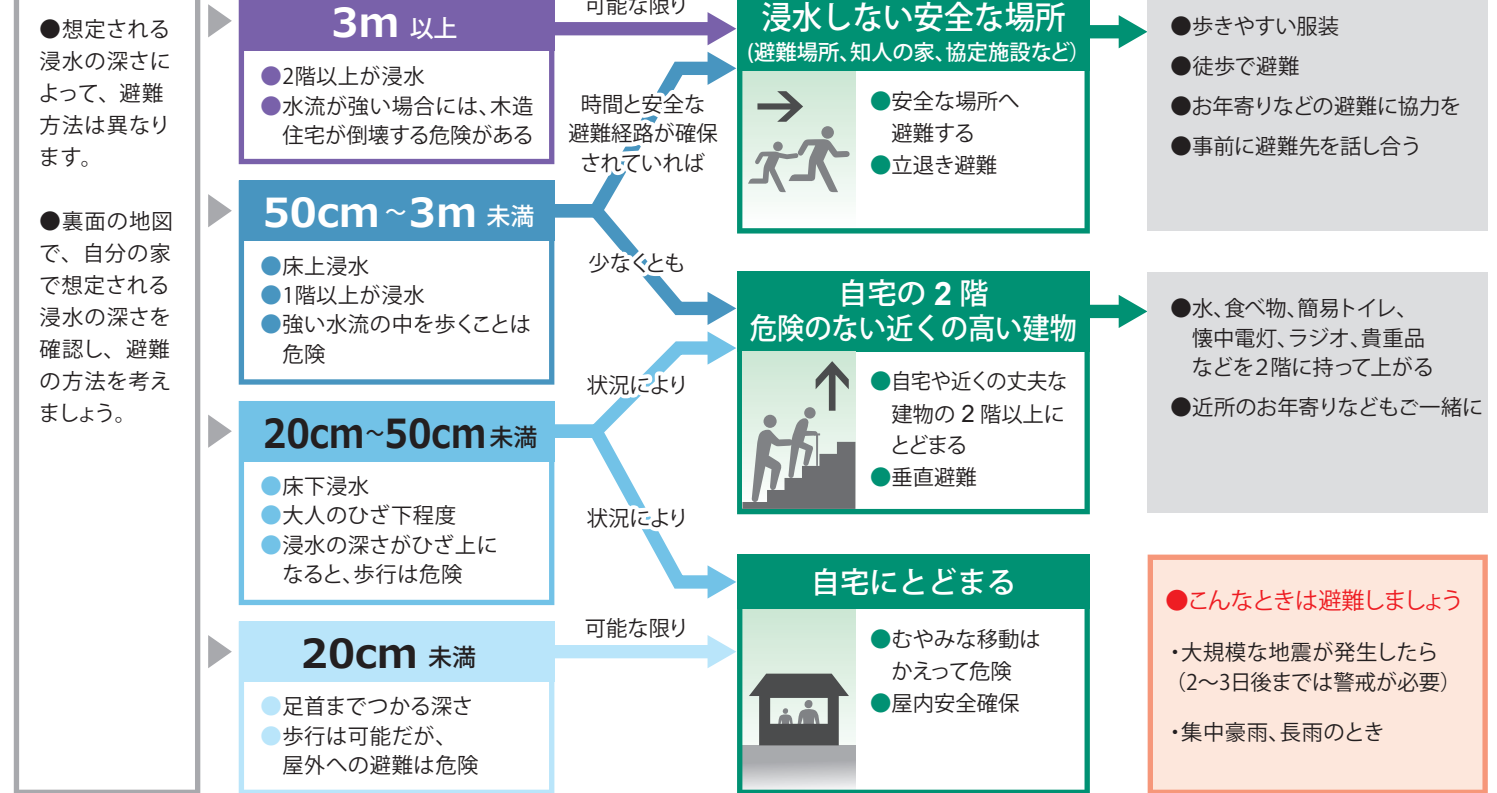 ●想定される
浸水の深さに
よって、避難
方法は異なり
ます。
●裏面の地図
で、自分の家
で想定される
浸水の深さを
確認し、避難
の方法を考え
ましょう。
3m 以上
●2階以上が浸水
●水流が強い場合には、木造
住宅が倒壊する危険がある
50cm～3m 未満
●床上浸水
●1階以上が浸水
●強い水流の中を歩くことは
危険
20cm～50cm未満
●床下浸水
●大人のひざ下程度
●浸水の深さがひざ上に
なると、歩行は危険
20cm 未満
●足首までつかる深さ
●歩行は可能だが、
屋外への避難は危険
可能な限り
時間と安全な
避難経路が確保
されていれば
少なくとも
状況により
状況により
可能な限り
浸水しない安全な場所
(避難場所、知人の家、協定施設など)
●安全な場所へ
避難する
●立退き避難
自宅の 2 階
危険のない近くの高い建物
●自宅や近くの丈夫な
建物の 2 階以上に
とどまる
●垂直避難
自宅にとどまる
●むやみな移動は
かえって危険
●屋内安全確保
●歩きやすい服装
●徒歩で避難
●お年寄りなどの避難に協力を
●事前に避難先を話し合う
●水、食べ物、簡易トイレ、
懐中電灯、ラジオ、貴重品
などを2階に持って上がる
●近所のお年寄りなどもご一緒に
●こんなときは避難しましょう
・大規模な地震が発生したら
（2～3日後までは警戒が必要）
・集中豪雨、長雨のとき